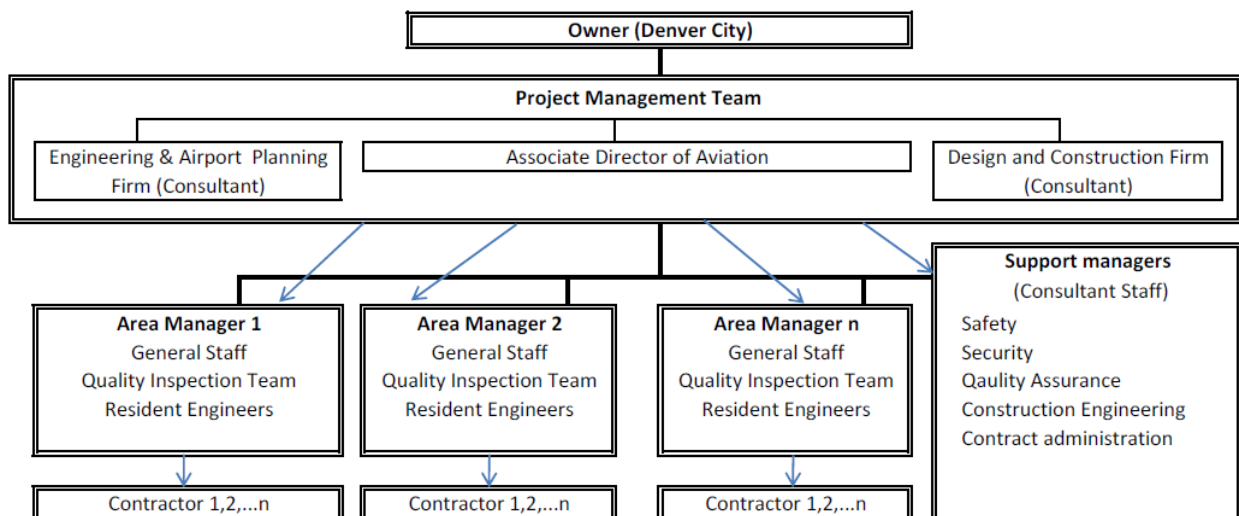 Owner (Denver City)
Project Management Team
Engineering & Airport Planning
Firm (Consultant)
Associate Director of Aviation
Design and Construction Firm
(Consultant)
Area Manager 1
General Staff
Quality Inspection Team
Resident Engineers
Area Manager 2
General Staff
Quality Inspection Team
Resident Engineers
Area Manager n
General Staff
Quality Inspection Team
Resident Engineers
Support managers
(Consultant Staff)
Safety
Security
Qaulity Assurance
Construction Engineering
Contract administration
Contractor 1,2,...n
Contractor 1,2,...n
Contractor 1,2,...n